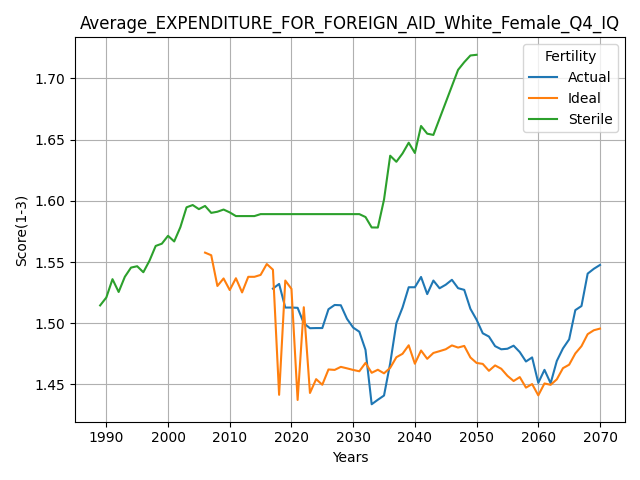 Average_EXPENDITURE_FOR_FOREIGN_AID_White_Female_Q4_IQ
Fertility
Actual
Ideal
Sterile
Score(1-3)
1.70
1.65
1.60
1.55
1.50
1.45
1990 2000 2010 2020 2030 2040 2050 2060 2070
Years